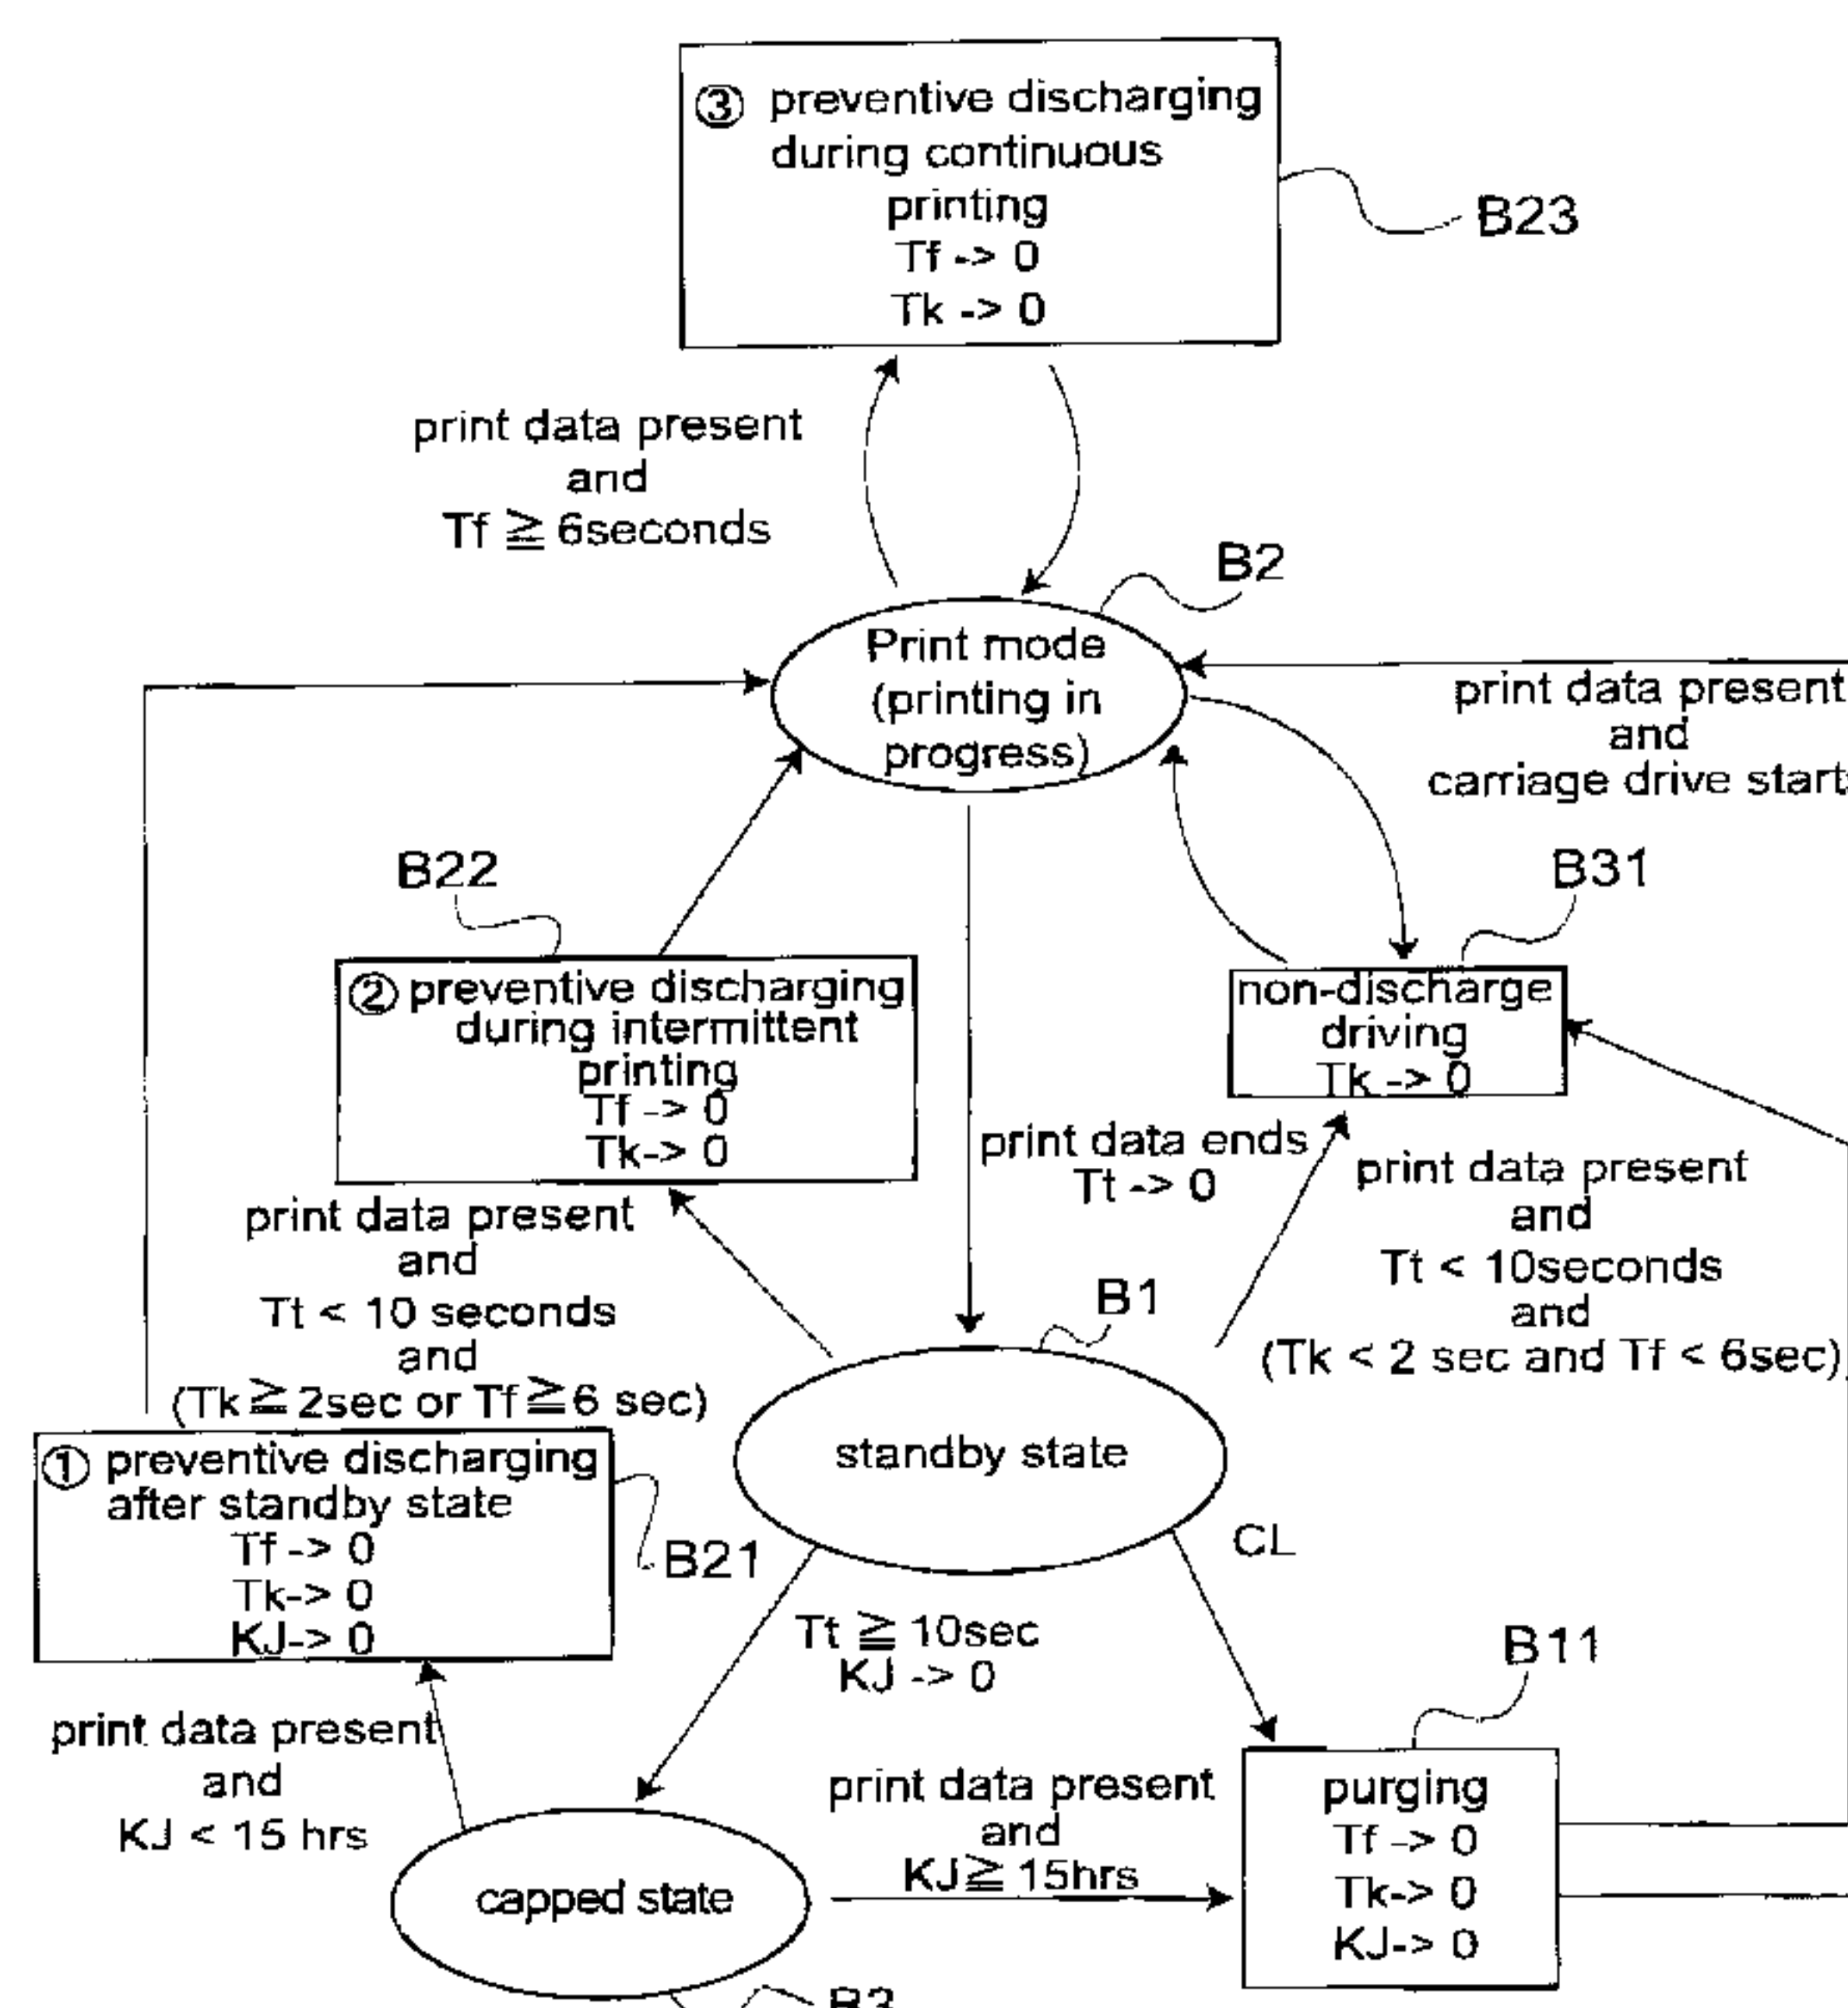 ③ preventive discharging
during continuous
printing
Tf -> 0
Tk -> 0
B23
print data present
and
Tf ≧ 6seconds
B2
Print mode
(printing in
progress)
print data present
and
carriage drive start
B22
B31
② preventive discharging
during intermittent
printing
Tf -> 0
Tk-> 0
non-discharge
driving
Tk -> 0
print data ends
Tt -> 0
print data present
and
Tt < 10 seconds
and
(Tk ≧ 2sec or Tf ≧ 6 sec)
print data present
and
Tt < 10seconds
and
(Tk < 2 sec and Tf < 6sec)
B1
standby state
① preventive discharging
after standby state
Tf -> 0
Tk-> 0
KJ-> 0
B21
CL
Tt ≧ 10sec
KJ -> 0
B11
print data present
and
KJ < 15 hrs
print data present
and
KJ ≧ 15hrs
purging
Tf -> 0
Tk-> 0
KJ-> 0
capped state
B3